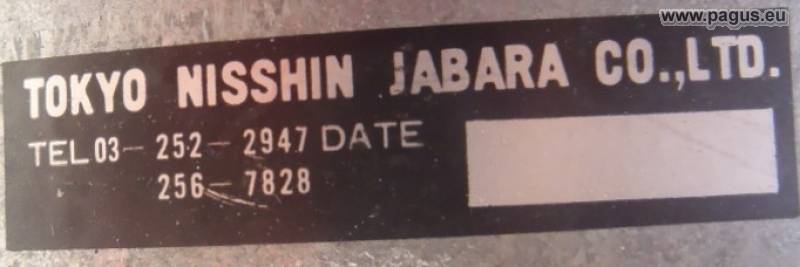 www.pagus.eu
TOKYO NISSHIN JABARA CO.,LTD.
TEL 03-252-2947 DATE
256-7828